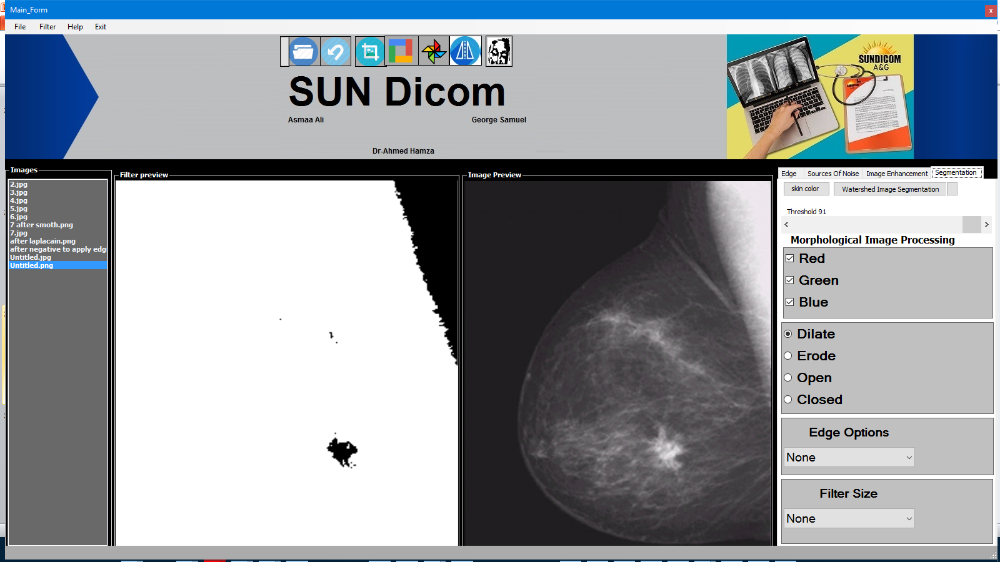 Main_Form
File Filter Help Exit
SUNDICOM
A&G
SUN Dicom
Asmaa Ali George Samuel
Dr-Ahmed Hamza
Images
2.jpg
3.jpg
4.jpg
5.jpg
6.jpg
7 after smoth.png
7.jpg
after laplacain.png
after negative to apply edg
Untitled.jpg
Untitled.png
Filter preview
Image Preview
Edge Sources Of Noise Image Enhancement Segmentation
skin color Watershed Image Segmentation
Threshold 91
Morphological Image Processing
Red
Green
Blue
Dilate
Erode
Open
Closed
Edge Options
None
Filter Size
None